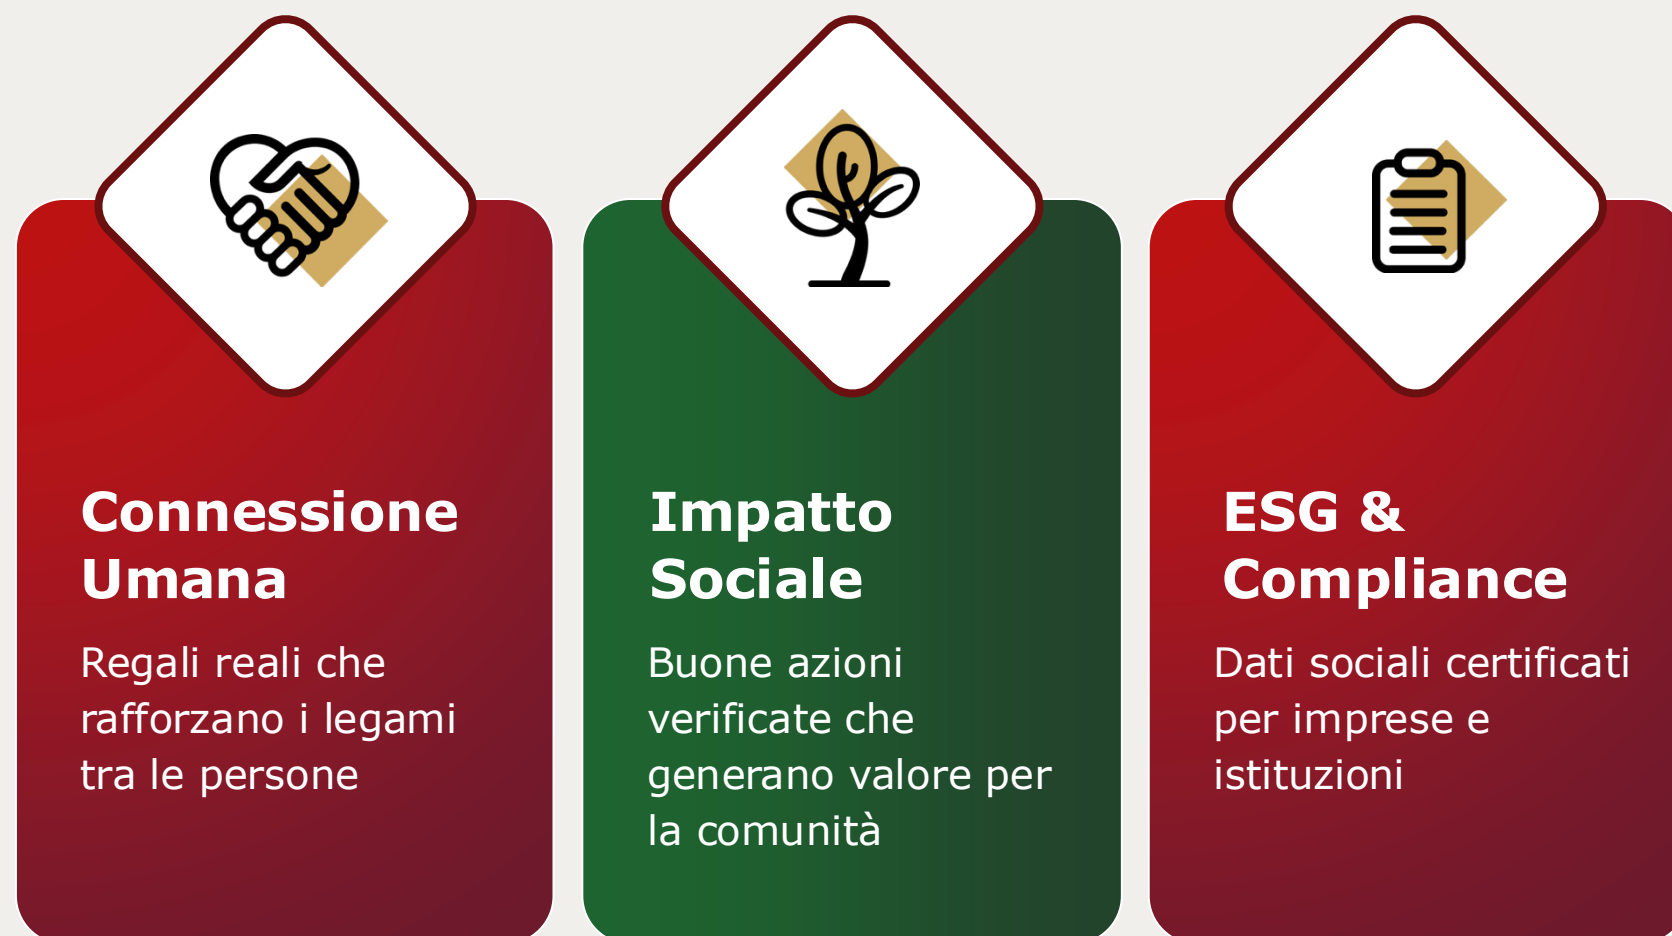 Connessione
Umana
Regali reali che
rafforzano i legami
tra le persone
Impatto
Sociale
Buone azioni
verificate che
generano valore per
la comunità
ESG &
Compliance
Dati sociali certificati
per imprese e
istituzioni